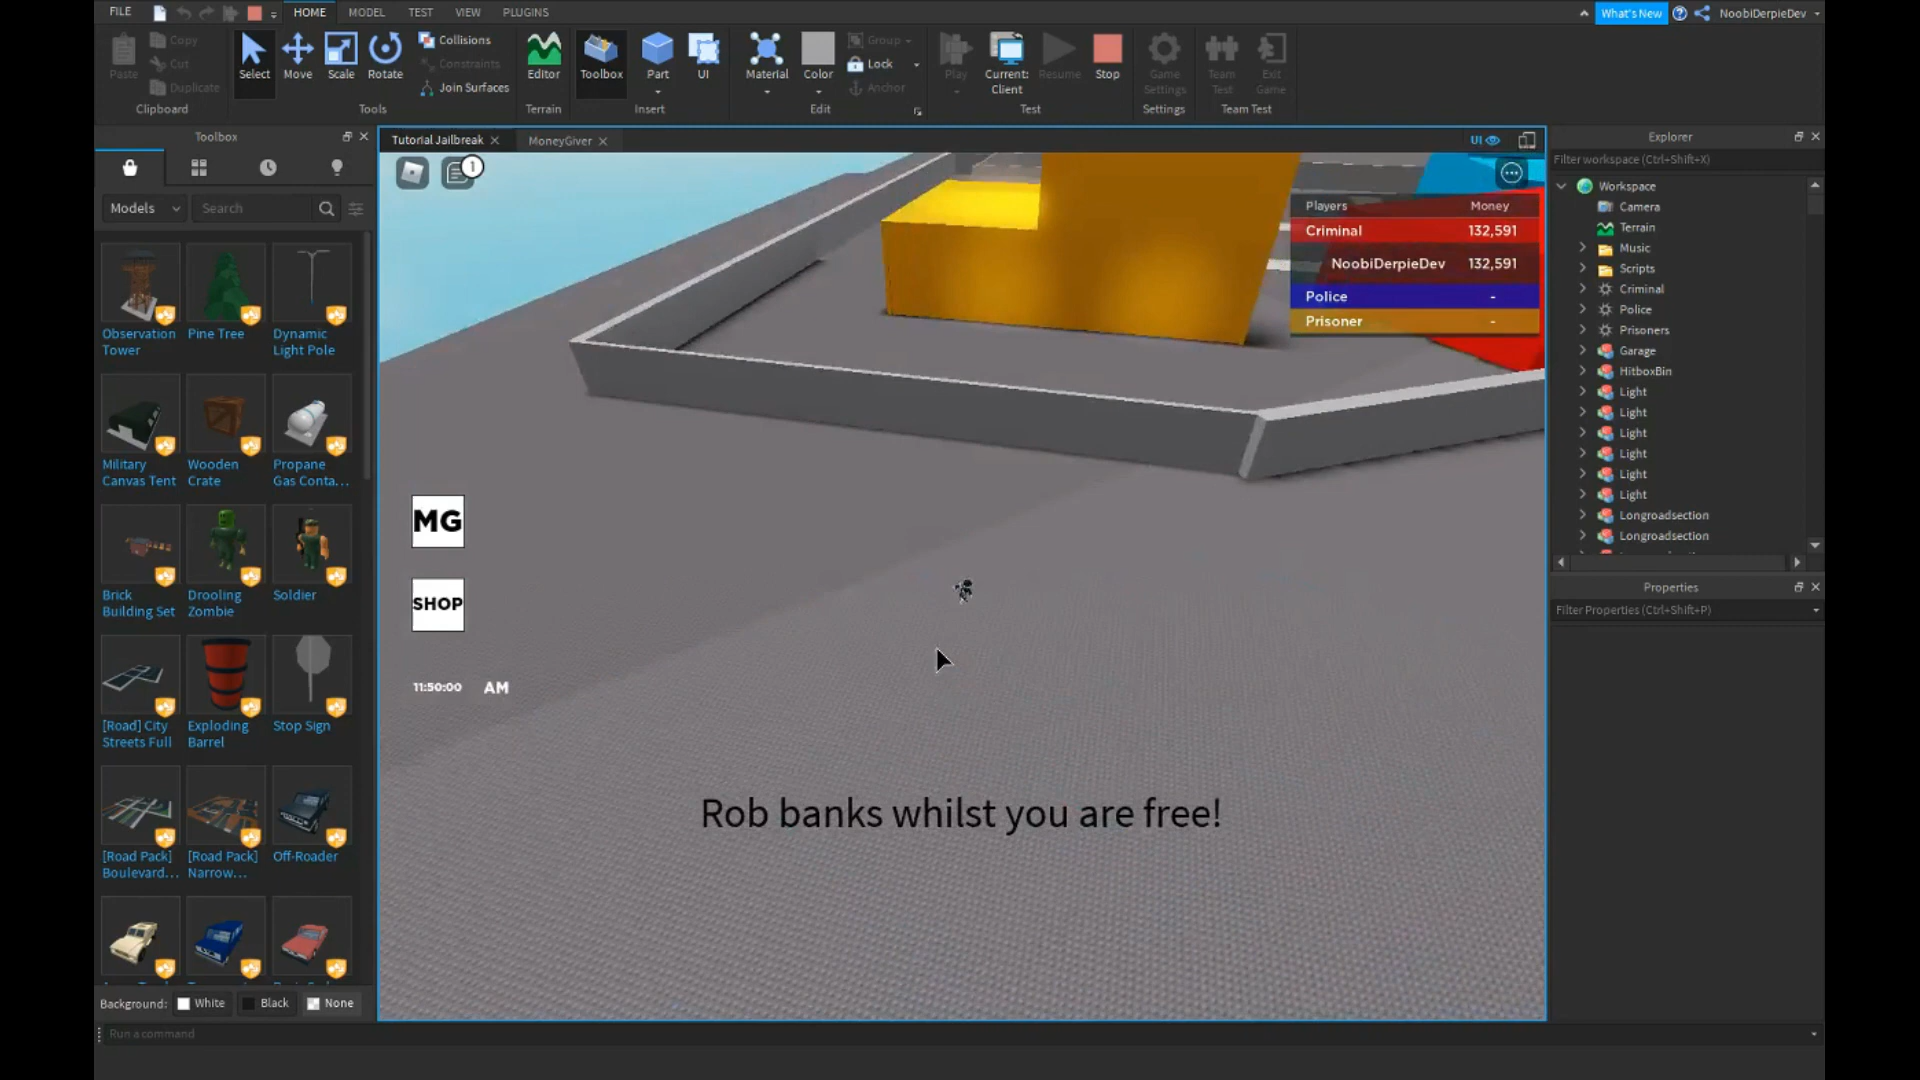 FILE
HOME
MODEL
TEST
VIEW
PLUGINS
What's New
NoobiDerpieDev
Paste
Copy
Cut
Duplicate
Clipboard
Select
Move
Scale
Rotate
Collisions
Constraints
Join Surfaces
Tools
Editor
Terrain
Toolbox
Part
UI
Insert
Material
Color
Group
Lock
Anchor
Edit
Play
Current:
Client
Resume
Stop
Test
Game
Settings
Settings
Team
Test
Exit
Game
Team Test
Toolbox
Models
Search
Observation
Tower
Pine Tree
Dynamic
Light Pole
Military
Canvas Tent
Wooden
Crate
Propane
Gas Conta...
Brick
Building Set
Drooling
Zombie
Soldier
[Road] City
Streets Full
Exploding
Barrel
Stop Sign
[Road Pack]
Boulevard...
[Road Pack]
Narrow...
Off-Roader
Background:
White
Black
None
Run a command
Tutorial Jailbreak
MoneyGiver
UI
1
Players Money
Criminal 132,591
NoobiDerpieDev 132,591
Police -
Prisoner -
MG
SHOP
11:50:00 AM
Rob banks whilst you are free!
Explorer
Filter workspace (Ctrl+Shift+X)
Workspace
Camera
Terrain
Music
Scripts
Criminal
Police
Prisoners
Garage
HitboxBin
Light
Light
Light
Light
Light
Light
Longroadsection
Longroadsection
Properties
Filter Properties (Ctrl+Shift+P)